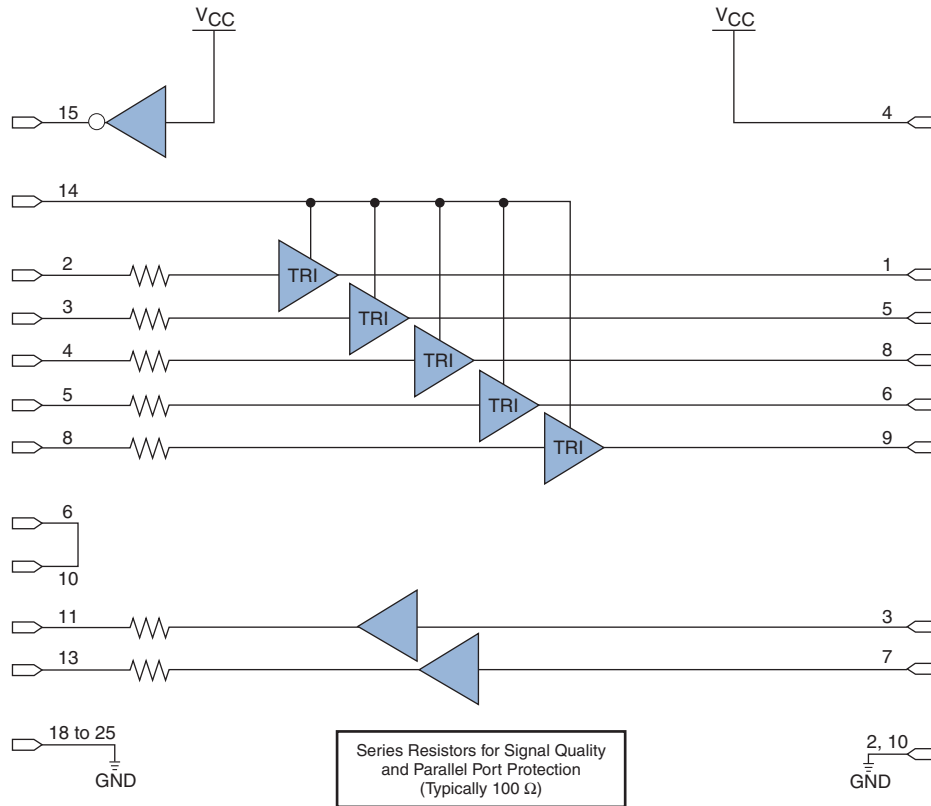 VCC VCC
15 4
14
2 TRI 1
3 TRI 5
4 TRI 8
5 TRI 6
8 TRI 9
6
10
11 3
13 7
18 to 25 2, 10
GND GND
Series Resistors for Signal Quality
and Parallel Port Protection
(Typically 100 Ω)